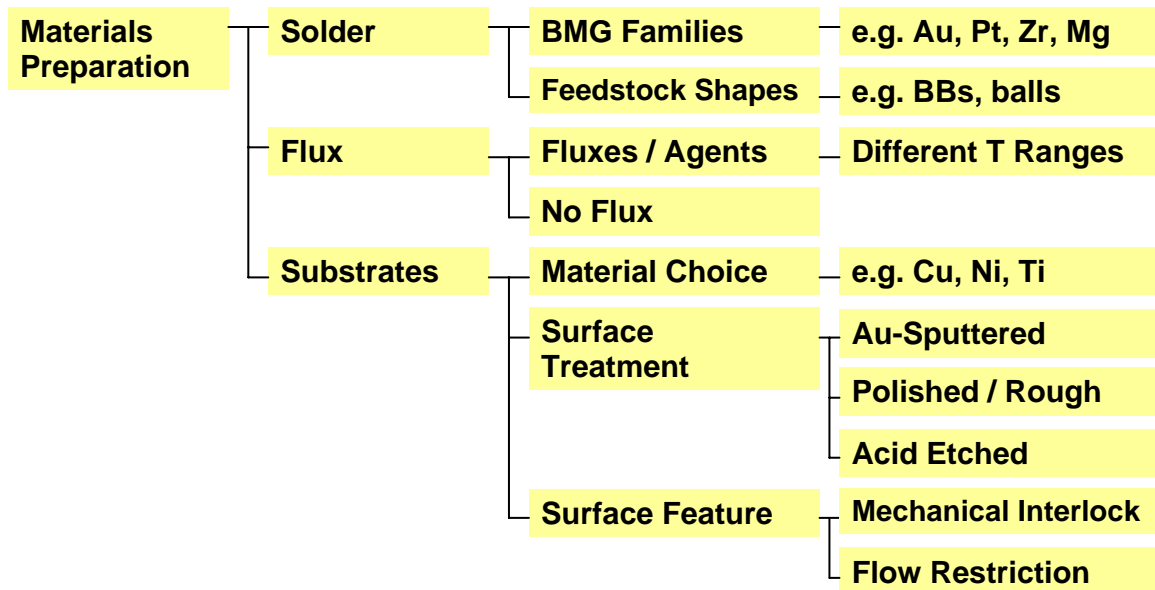 Materials
Preparation
Solder
BMG Families
e.g. Au, Pt, Zr, Mg
Feedstock Shapes
e.g. BBs, balls
Flux
Fluxes / Agents
Different T Ranges
No Flux
Substrates
Material Choice
e.g. Cu, Ni, Ti
Surface
Treatment
Au-Sputtered
Polished / Rough
Acid Etched
Surface Feature
Mechanical Interlock
Flow Restriction